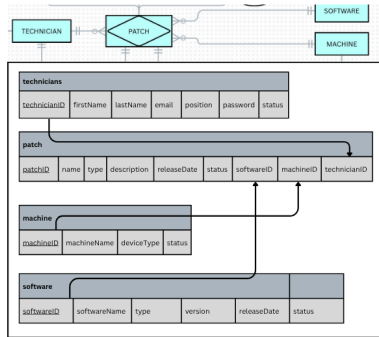 SOFTWARE
TECHNICIAN
PATCH
MACHINE
technicians
technicianID firstName lastName email position password status
patch
patchID name type description releaseDate status softwareID machineID technicianID
machine
machineID machineName deviceType status
software
softwareID softwareName type version releaseDate status